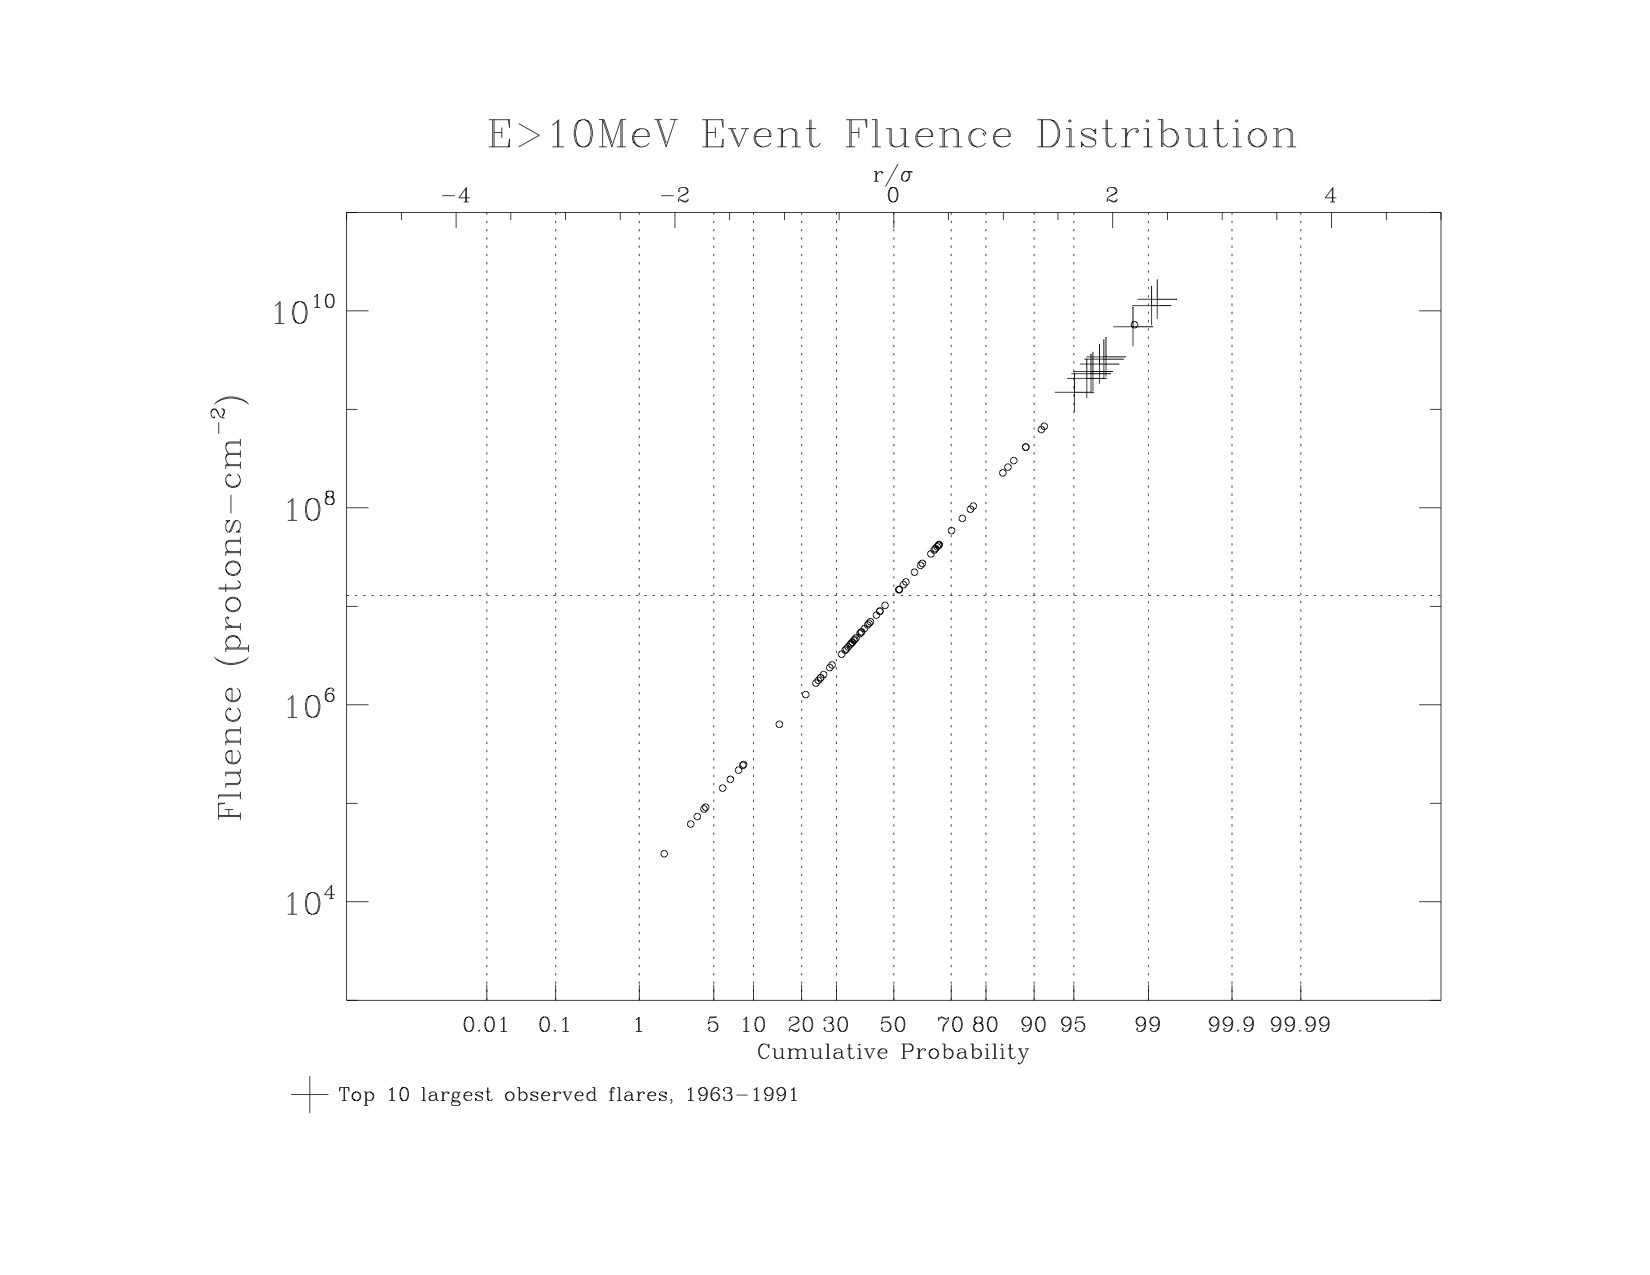 E>10MeV Event Fluence Distribution
r/σ
−4 −2 0 2 4
10^10
10^8
10^6
10^4
Fluence (protons−cm^−2)
0.01 0.1 1 5 10 20 30 50 70 80 90 95 99 99.9 99.99
Cumulative Probability
Top 10 largest observed flares, 1963−1991